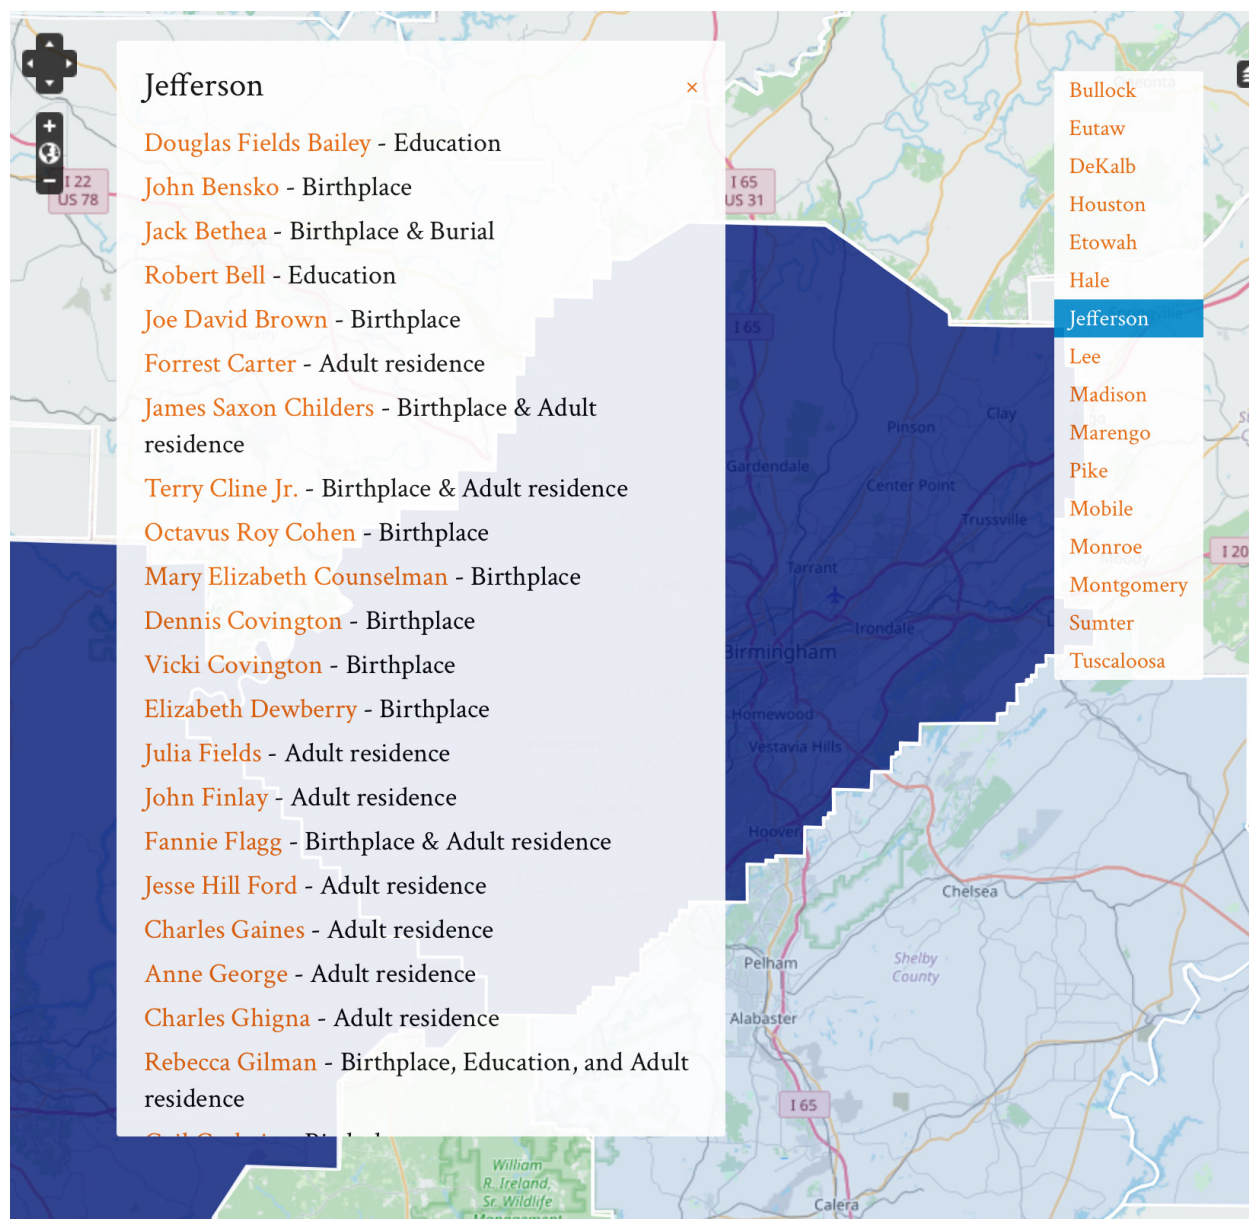 Jefferson
×
Douglas Fields Bailey - Education
John Bensko - Birthplace
Jack Bethea - Birthplace & Burial
Robert Bell - Education
Joe David Brown - Birthplace
Forrest Carter - Adult residence
James Saxon Childers - Birthplace & Adult
residence
Terry Cline Jr. - Birthplace & Adult residence
Octavus Roy Cohen - Birthplace
Mary Elizabeth Counselman - Birthplace
Dennis Covington - Birthplace
Vicki Covington - Birthplace
Elizabeth Dewberry - Birthplace
Julia Fields - Adult residence
John Finlay - Adult residence
Fannie Flagg - Birthplace & Adult residence
Jesse Hill Ford - Adult residence
Charles Gaines - Adult residence
Anne George - Adult residence
Charles Ghigna - Adult residence
Rebecca Gilman - Birthplace, Education, and Adult
residence
Bullock
Eutaw
DeKalb
Houston
Etowah
Hale
Jefferson
Lee
Madison
Marengo
Pike
Mobile
Monroe
Montgomery
Sumter
Tuscaloosa
I 22
US 78
I 65
US 31
I 65
Clay
Pinson
Gardendale
Center Point
Trussville
I 20
Tarrant
Irondale
Birmingham
Homewood
Vestavia Hills
Hoover
Chelsea
Pelham
Shelby
County
Alabaster
I 65
William
R. Ireland,
Sr. Wildlife
Management
Calera